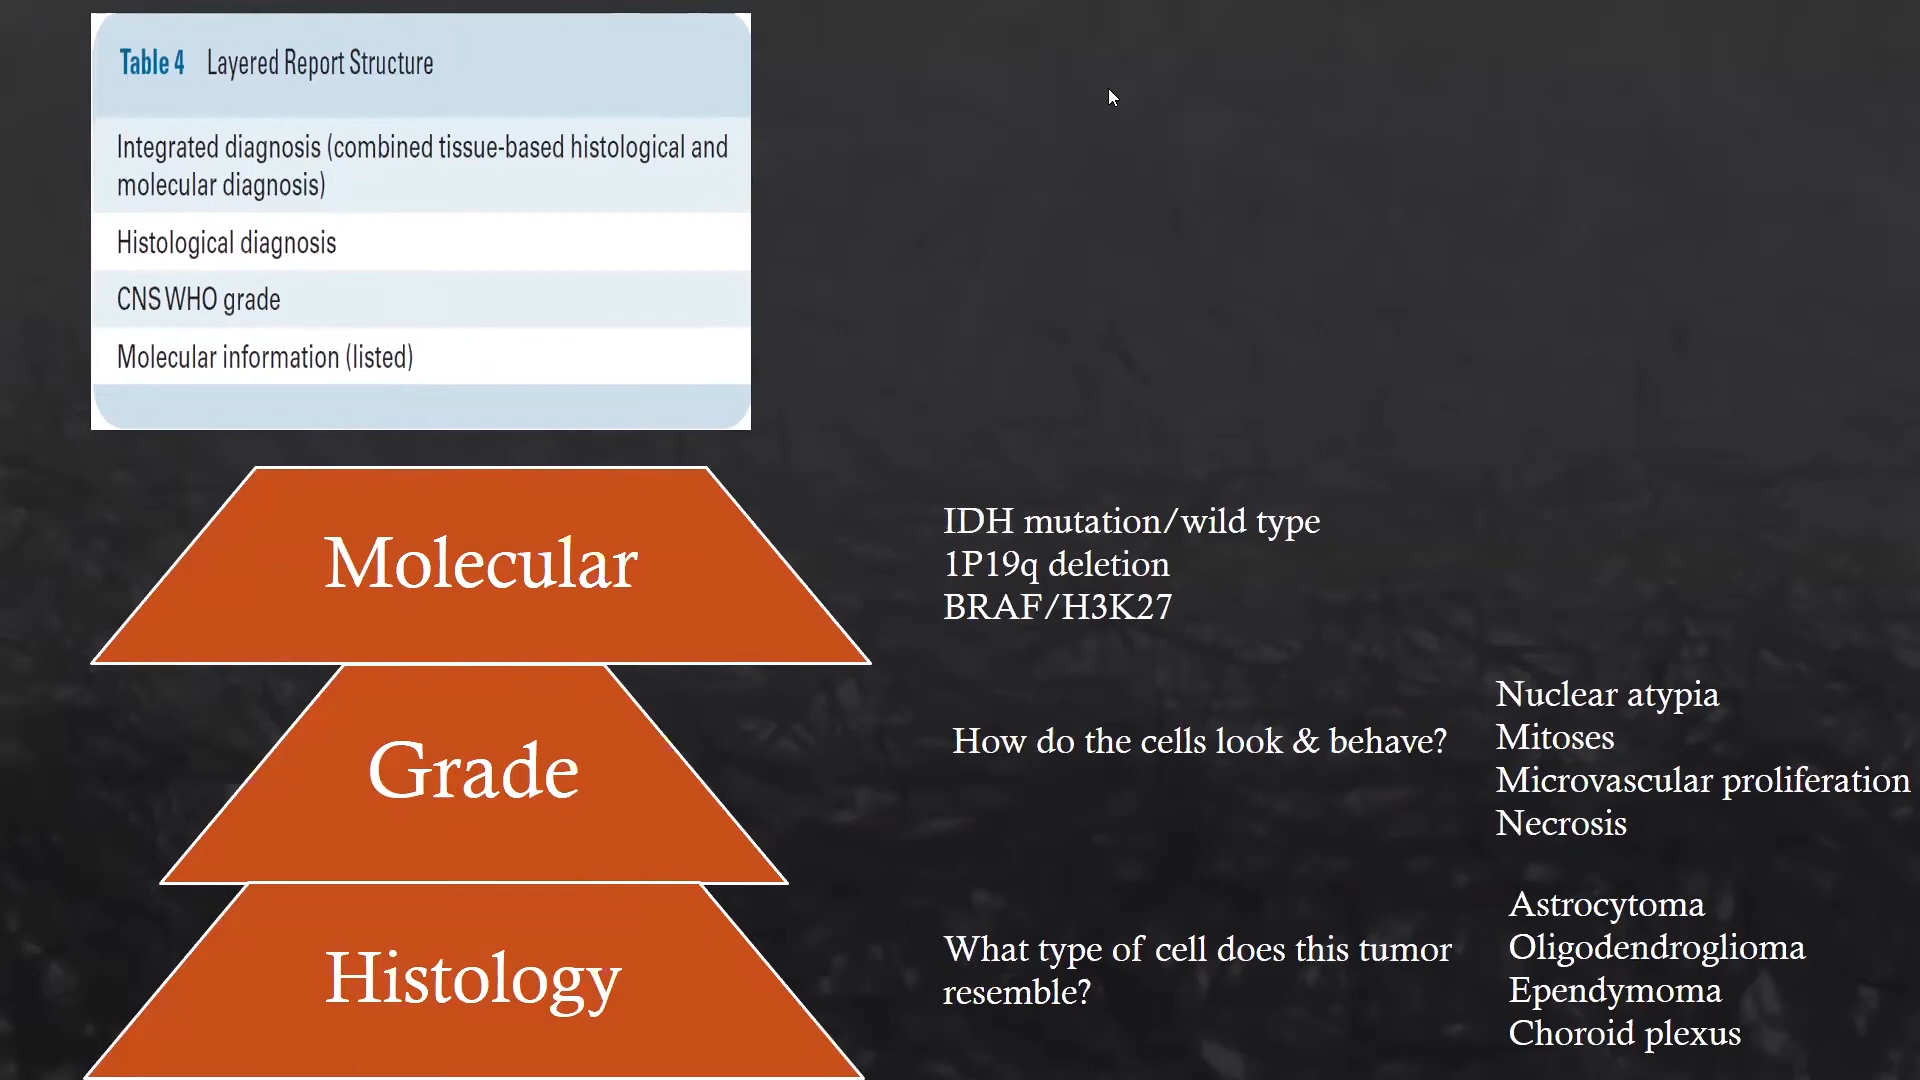 Table 4 Layered Report Structure
Integrated diagnosis (combined tissue-based histological and
molecular diagnosis)
Histological diagnosis
CNS WHO grade
Molecular information (listed)
Molecular
IDH mutation/wild type
1P19q deletion
BRAF/H3K27
Grade
How do the cells look & behave?
Nuclear atypia
Mitoses
Microvascular proliferation
Necrosis
Histology
What type of cell does this tumor
resemble?
Astrocytoma
Oligodendroglioma
Ependymoma
Choroid plexus